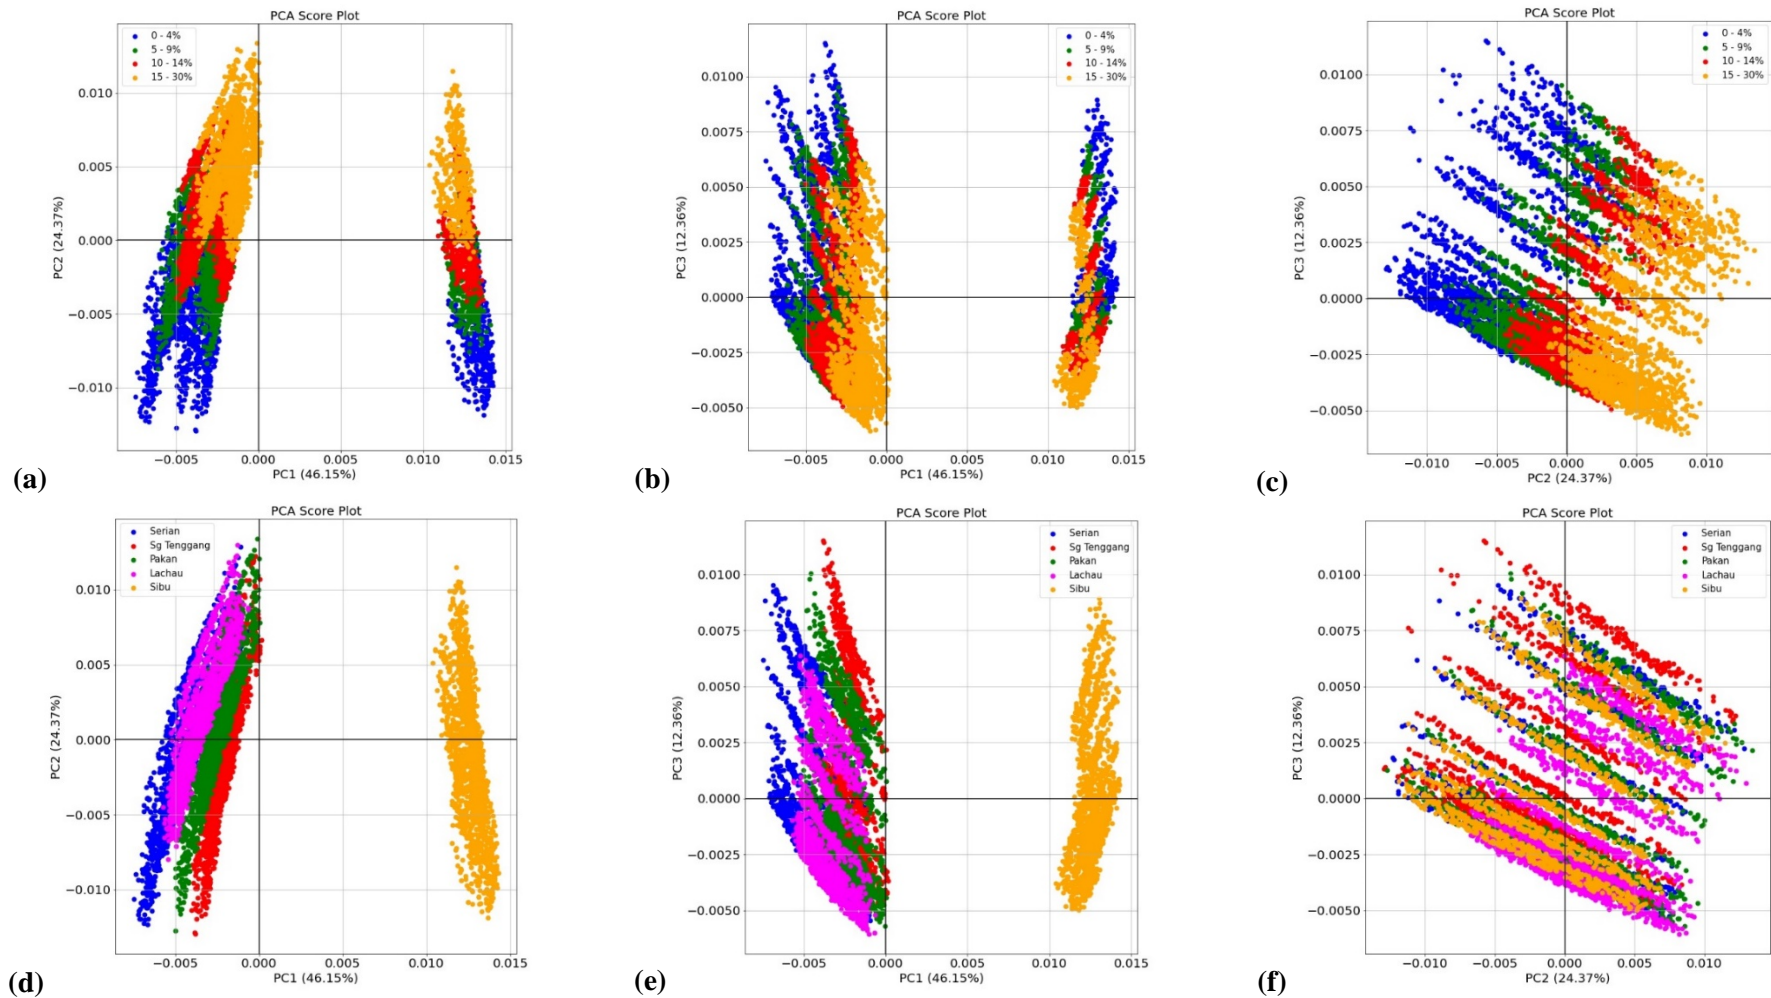 PCA Score Plot
0 - 4%
5 - 9%
10 - 14%
15 - 30%
0.010
0.005
0.000
−0.005
−0.010
PC2 (24.37%)
−0.005
0.000
0.010
0.015
PC1 (46.15%)
(a)
PCA Score Plot
0 - 4%
5 - 9%
10 - 14%
15 - 30%
0.0100
0.0075
0.0050
0.0025
0.0000
−0.0025
−0.0050
PC3 (12.36%)
−0.005
0.000
0.010
0.015
PC1 (46.15%)
(b)
PCA Score Plot
0 - 4%
5 - 9%
10 - 14%
15 - 30%
0.0100
0.0075
0.0050
0.0025
0.0000
−0.0025
−0.0050
PC3 (12.36%)
−0.010
−0.005
0.000
0.005
0.010
PC2 (24.37%)
(c)
PCA Score Plot
Serian
Sg Tenggang
Pakan
Lachau
Sibu
0.010
0.005
0.000
−0.005
−0.010
PC2 (24.37%)
−0.005
0.000
0.010
0.015
PC1 (46.15%)
(d)
PCA Score Plot
Serian
Sg Tenggang
Pakan
Lachau
Sibu
0.0100
0.0075
0.0050
0.0025
0.0000
−0.0025
−0.0050
PC3 (12.36%)
−0.005
0.000
0.010
0.015
PC1 (46.15%)
(e)
PCA Score Plot
Serian
Sg Tenggang
Pakan
Lachau
Sibu
0.0100
0.0075
0.0050
0.0025
0.0000
−0.0025
−0.0050
PC3 (12.36%)
−0.010
−0.005
0.000
0.005
0.010
PC2 (24.37%)
(f)